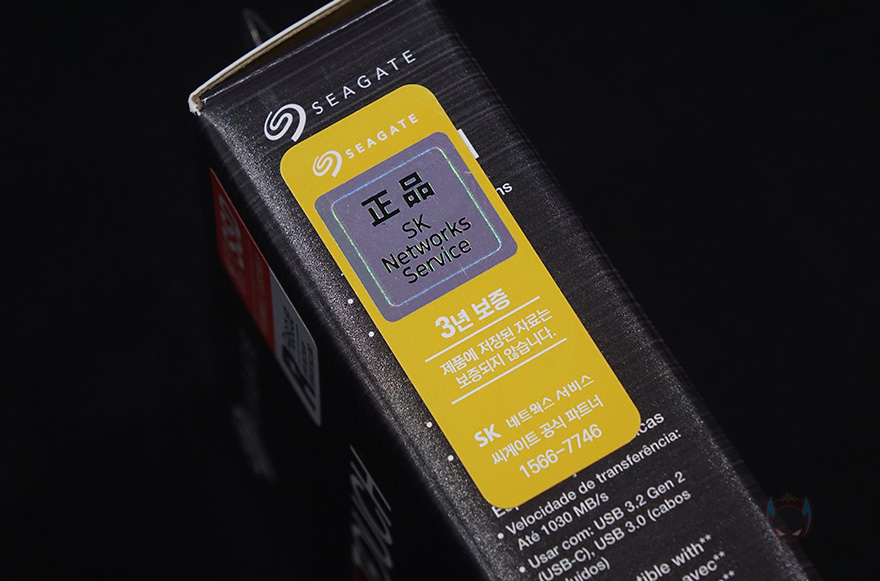 SEAGATE
SEAGATE
正品
SK
Networks
Service
3년 보증
제품에 저장된 자료는
보증되지 않습니다.
SK 네트웍스 서비스
씨게이트 공식 파트너
1566-7746
• Velocidade de transferência:
Até 1030 MB/s
• Usar com: USB 3.2 Gen 2
(USB-C), USB 3.0 (cabos
with**
avec**